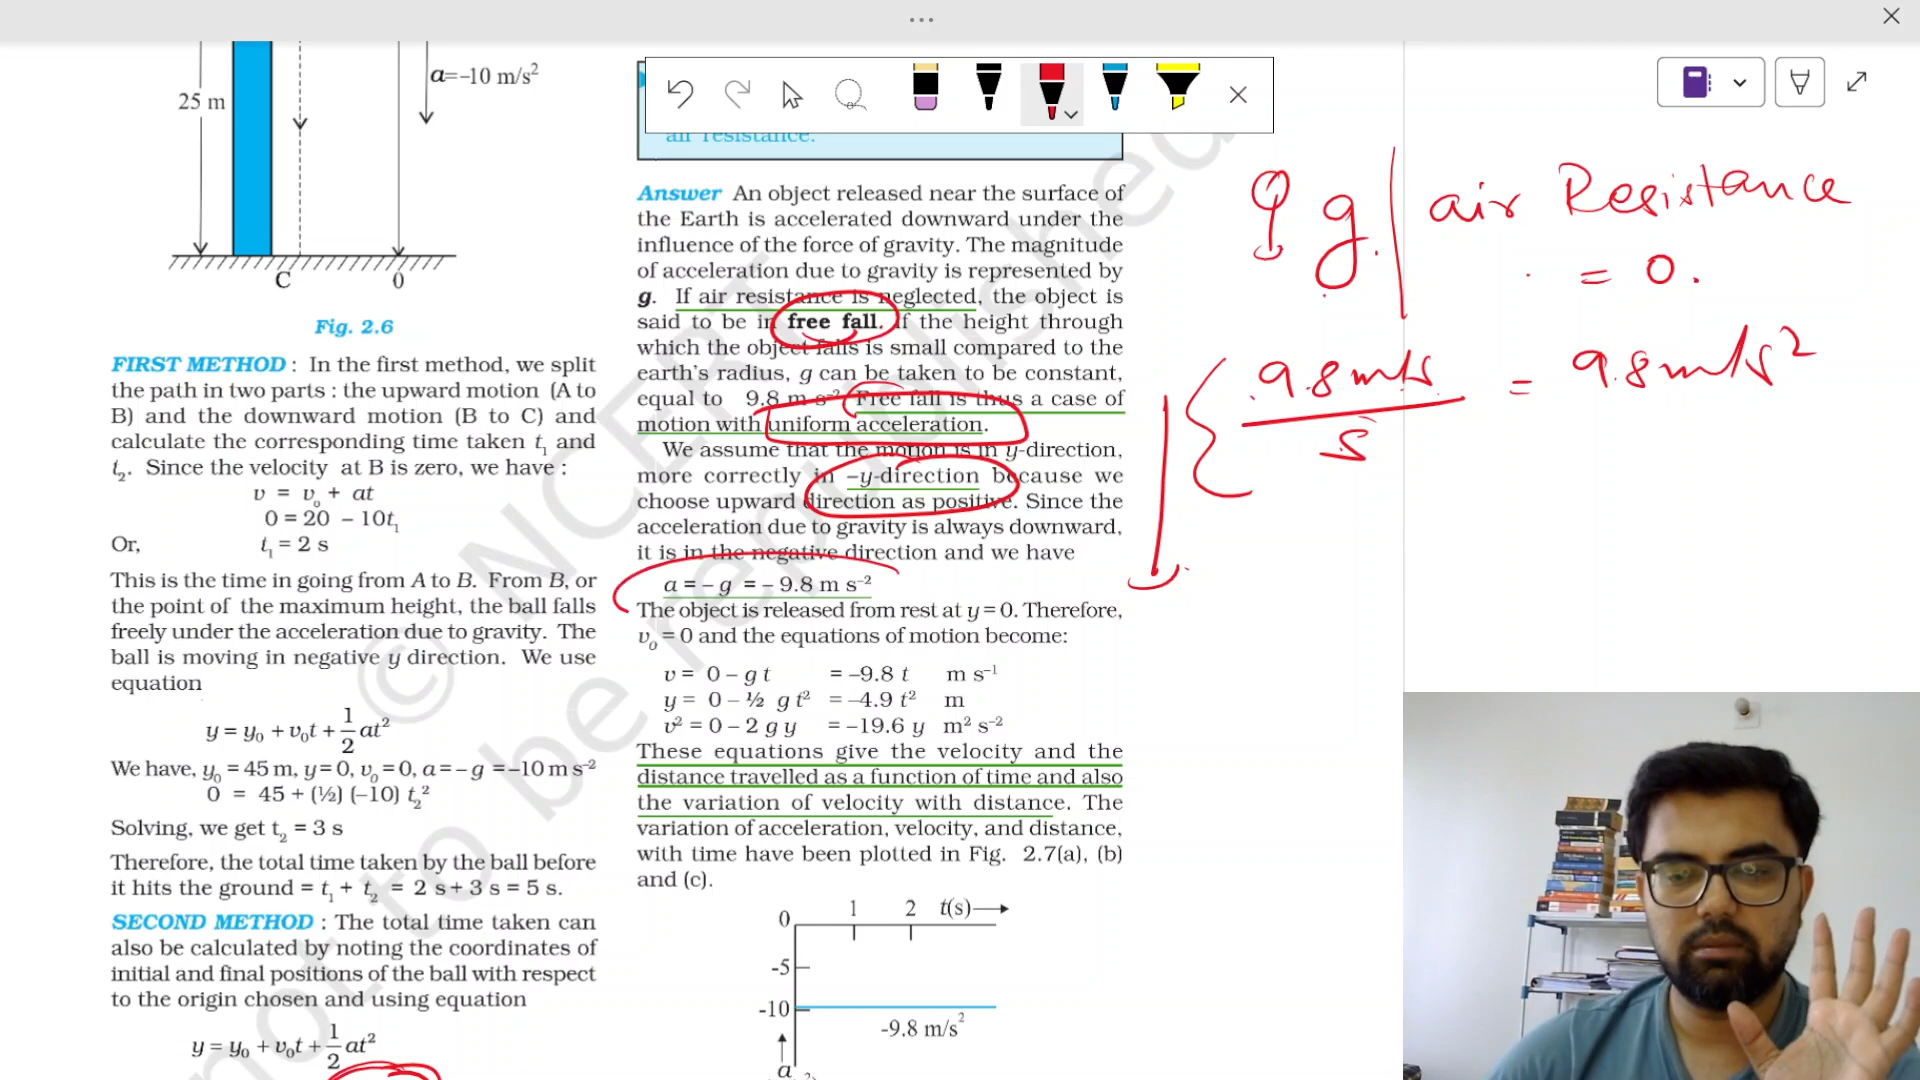 25 m
a=–10 m/s²
C
0
Fig. 2.6
FIRST METHOD : In the first method, we split
the path in two parts : the upward motion (A to
B) and the downward motion (B to C) and
calculate the corresponding time taken t₁ and
t₂. Since the velocity at B is zero, we have :
v = vₒ + at
0 = 20 – 10t₁
Or, t₁ = 2 s
This is the time in going from A to B. From B, or
the point of the maximum height, the ball falls
freely under the acceleration due to gravity. The
ball is moving in negative y direction. We use
equation
y = y₀ + v₀t + 1/2 at²
We have, y₀ = 45 m, y = 0, v₀ = 0, a = – g = –10 m s⁻²
0 = 45 + (½) (–10) t₂²
Solving, we get t₂ = 3 s
Therefore, the total time taken by the ball before
it hits the ground = t₁ + t₂ = 2 s + 3 s = 5 s.
SECOND METHOD : The total time taken can
also be calculated by noting the coordinates of
initial and final positions of the ball with respect
to the origin chosen and using equation
y = y₀ + v₀t + 1/2 at²
air resistance.
Answer An object released near the surface of
the Earth is accelerated downward under the
influence of the force of gravity. The magnitude
of acceleration due to gravity is represented by
g. If air resistance is neglected, the object is
said to be in free fall. If the height through
which the object falls is small compared to the
earth's radius, g can be taken to be constant,
equal to 9.8 m s⁻². Free fall is thus a case of
motion with uniform acceleration.
We assume that the motion is in y-direction,
more correctly in –y-direction because we
choose upward direction as positive. Since the
acceleration due to gravity is always downward,
it is in the negative direction and we have
a = – g = – 9.8 m s⁻²
The object is released from rest at y = 0. Therefore,
vₒ = 0 and the equations of motion become:
v = 0 – g t = –9.8 t m s⁻¹
y = 0 – ½ g t² = –4.9 t² m
v² = 0 – 2 g y = –19.6 y m² s⁻²
These equations give the velocity and the
distance travelled as a function of time and also
the variation of velocity with distance. The
variation of acceleration, velocity, and distance,
with time have been plotted in Fig. 2.7(a), (b)
and (c).
0 1 2 t(s)
-5
-10
-9.8 m/s²
a
g. air Resistance
= 0.
9.8 m/s / s = 9.8 m/s²
© NCERT
not to be republished